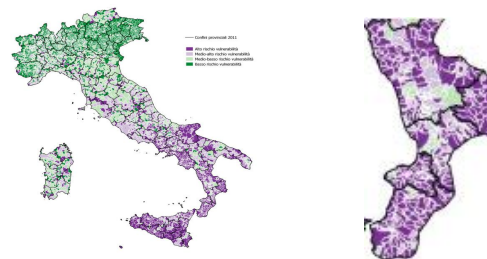 Confini provinciali 2011
Alto rischio vulnerabilità
Medio-alto rischio vulnerabilità
Medio-basso rischio vulnerabilità
Basso rischio vulnerabilità